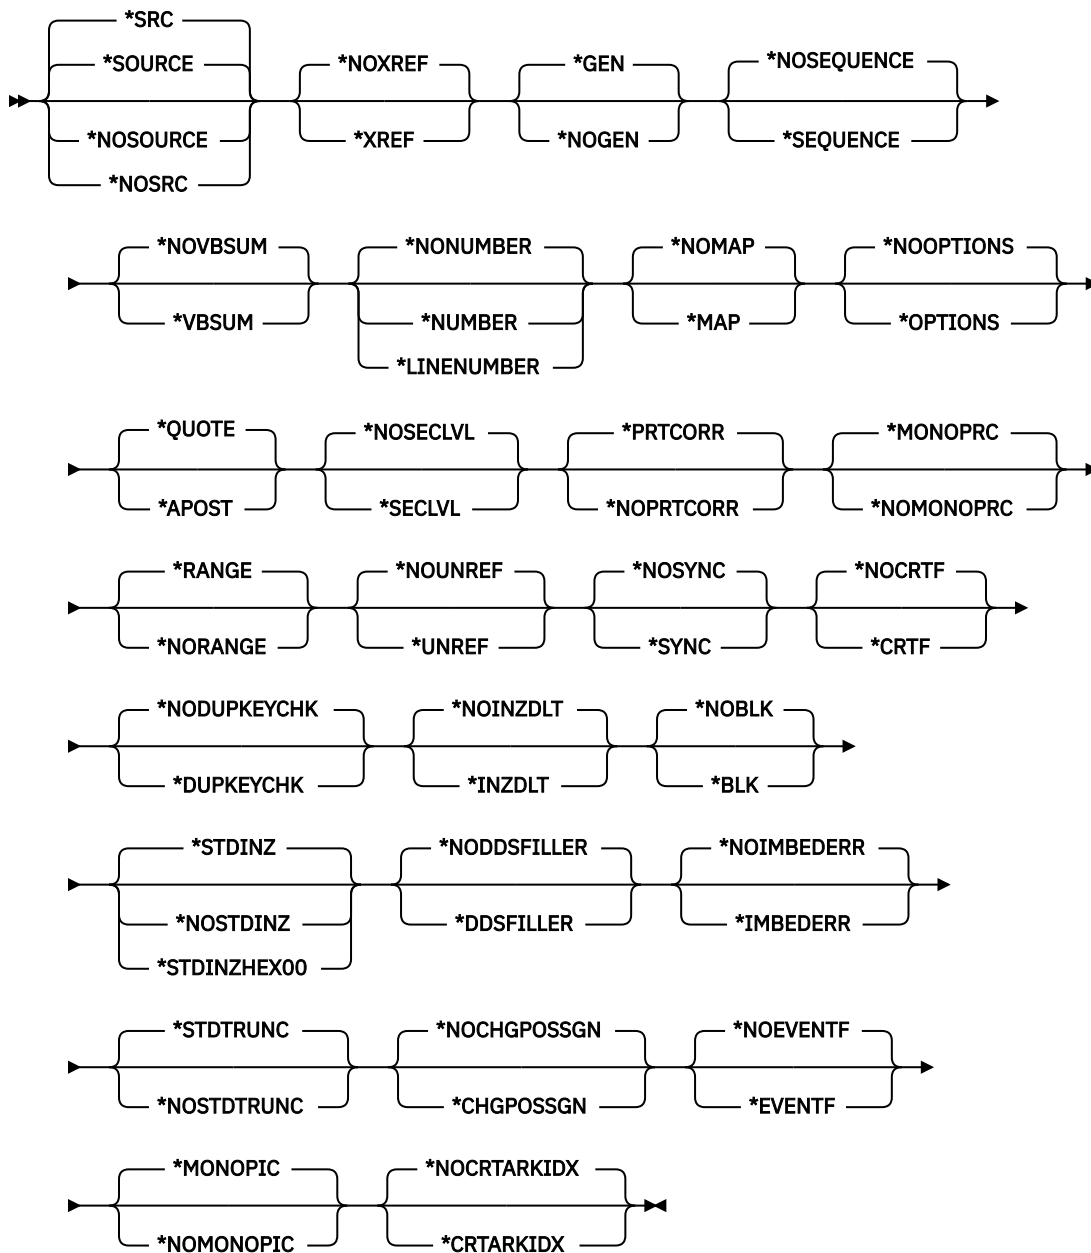 *SRC
*SOURCE
*NOSOURCE
*NOSRC
*NOXREF
*XREF
*GEN
*NOGEN
*NOSEQUENCE
*SEQUENCE
*NOVBSUM
*VBSUM
*NONUMBER
*NUMBER
*LINENUMBER
*NOMAP
*MAP
*NOOPTIONS
*OPTIONS
*QUOTE
*APOST
*NOSECLVL
*SECLVL
*PRTCORR
*NOPRTCORR
*MONOPRC
*NOMONOPRC
*RANGE
*NORANGE
*NOUNREF
*UNREF
*NOSYNC
*SYNC
*NOCRTF
*CRTF
*NODUPKEYCHK
*DUPKEYCHK
*NOINZDLT
*INZDLT
*NOBLK
*BLK
*STDINZ
*NOSTDINZ
*STDINZHEX00
*NODDSFILLER
*DDSFILLER
*NOIMBEDERR
*IMBEDERR
*STDTRUNC
*NOSTDTRUNC
*NOCHGPOSSGN
*CHGPOSSGN
*NOEVENTF
*EVENTF
*MONOPIC
*NOMONOPIC
*NOCRTARKIDX
*CRTARKIDX